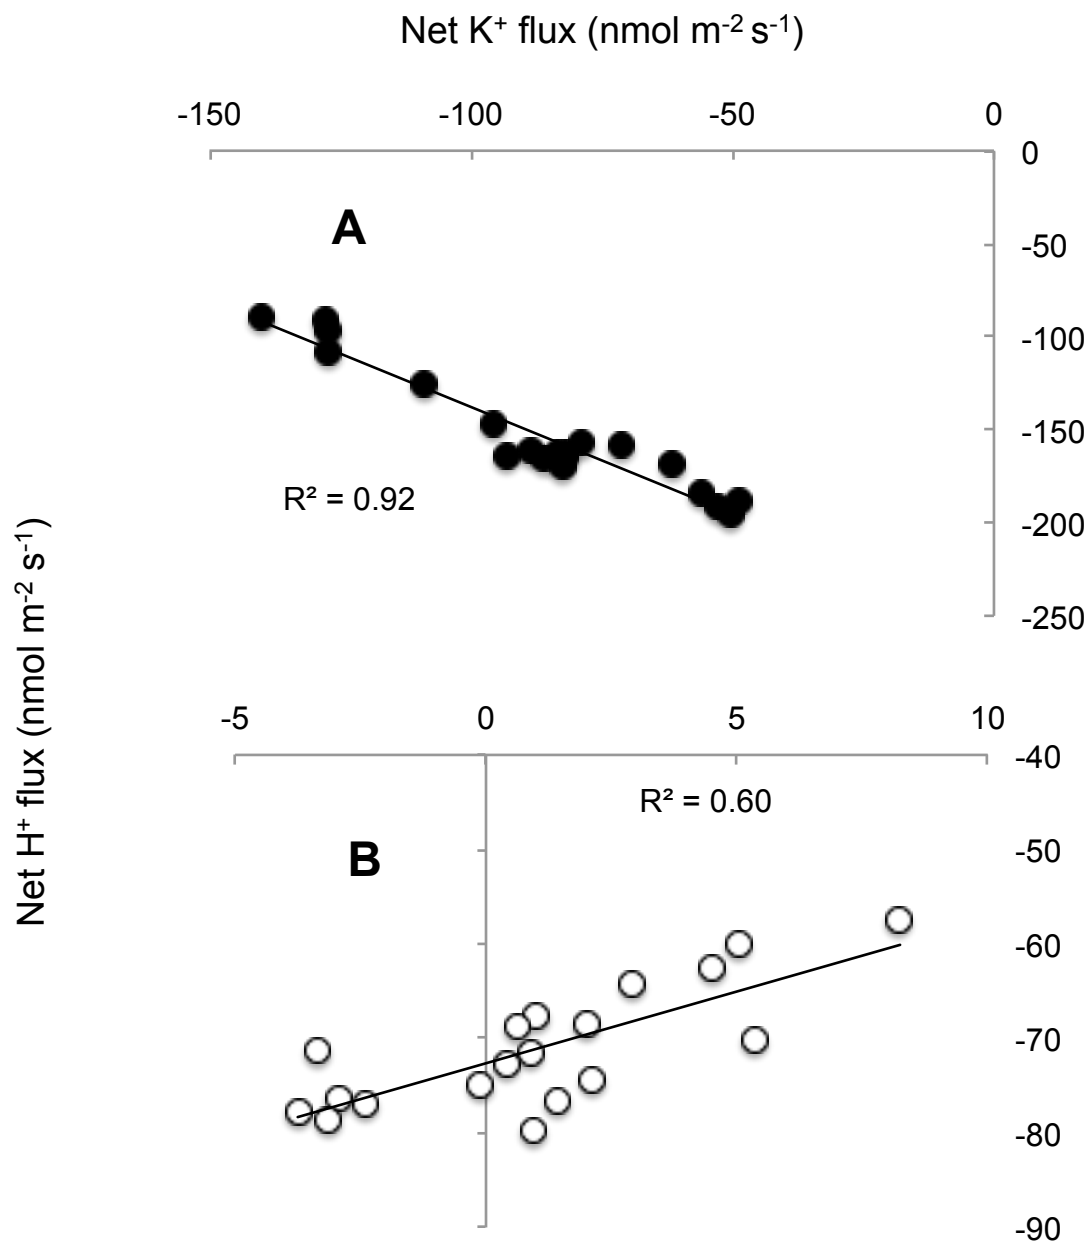 Net K⁺ flux (nmol m⁻² s⁻¹)
-150 -100 -50 0
0
A
-50
-100
-150
R² = 0.92
-200
-250
Net H⁺ flux (nmol m⁻² s⁻¹)
-5 0 5 10
-40
R² = 0.60
B
-50
-60
-70
-80
-90